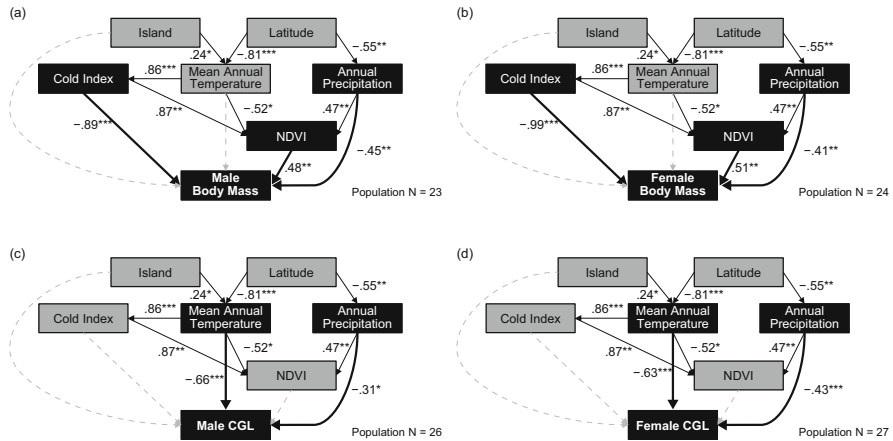 (a)
Island
Latitude
.24*
−.81***
−.55**
Cold Index
.86***
Mean Annual
Temperature
Annual
Precipitation
.87**
−.52*
.47**
NDVI
−.89***
.48**
−.45**
Male
Body Mass
Population N = 23
(b)
Island
Latitude
.24*
−.81***
−.55**
Cold Index
.86***
Mean Annual
Temperature
Annual
Precipitation
.87**
−.52*
.47**
NDVI
−.99***
.51**
−.41**
Female
Body Mass
Population N = 24
(c)
Island
Latitude
.24*
−.81***
−.55**
Cold Index
.86***
Mean Annual
Temperature
Annual
Precipitation
.87**
−.52*
.47**
NDVI
−.66***
−.31*
Male CGL
Population N = 26
(d)
Island
Latitude
.24*
−.81***
−.55**
Cold Index
.86***
Mean Annual
Temperature
Annual
Precipitation
.87**
−.52*
.47**
NDVI
−.63***
−.43***
Female CGL
Population N = 27